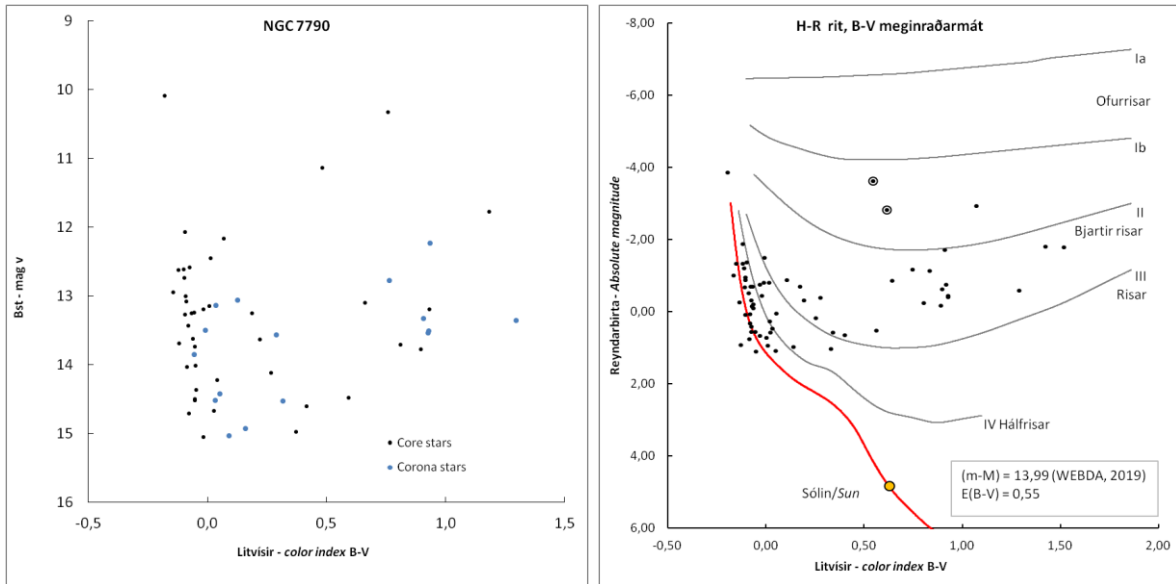 NGC 7790
9
10
11
12
13
14
15
16
Bst - mag v
Core stars
Corona stars
-0,5
0,0
0,5
1,0
1,5
Litvísir - color index B-V
H-R rit, B-V meginraðarmát
-8,00
-6,00
-4,00
-2,00
0,00
2,00
4,00
6,00
Reyndarbirta - Absolute magnitude
Ia
Ofurrisar
Ib
II
Bjartir risar
III
Risar
IV Hálfrisar
Sólin/Sun
(m-M) = 13,99 (WEBDA, 2019)
E(B-V) = 0,55
-0,50
0,00
0,50
1,00
1,50
2,00
Litvísir - color index B-V